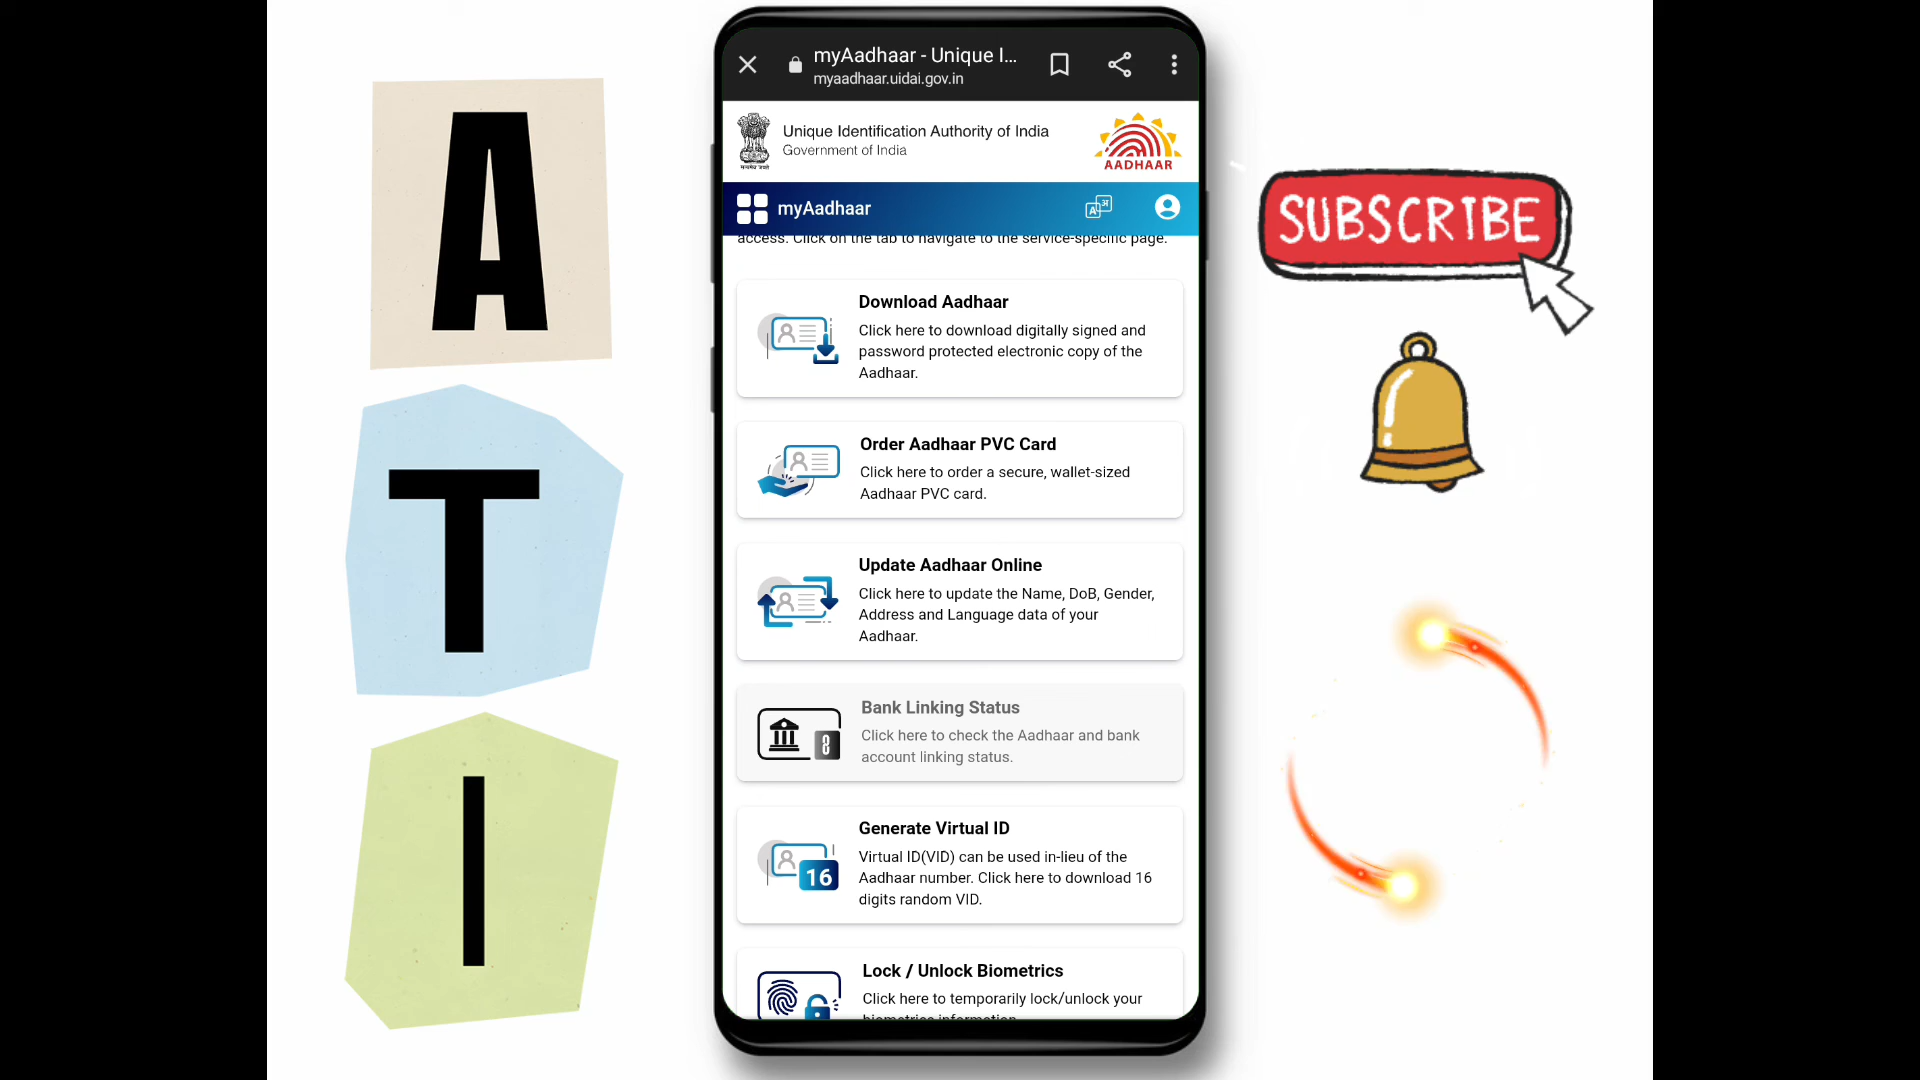 A
T
I
myAadhaar - Unique I...
myaadhaar.uidai.gov.in
Unique Identification Authority of India
Government of India
AADHAAR
myAadhaar
access. Click on the tab to navigate to the service-specific page.
Download Aadhaar
Click here to download digitally signed and
password protected electronic copy of the
Aadhaar.
Order Aadhaar PVC Card
Click here to order a secure, wallet-sized
Aadhaar PVC card.
Update Aadhaar Online
Click here to update the Name, DoB, Gender,
Address and Language data of your
Aadhaar.
Bank Linking Status
Click here to check the Aadhaar and bank
account linking status.
Generate Virtual ID
16
Virtual ID(VID) can be used in-lieu of the
Aadhaar number. Click here to download 16
digits random VID.
Lock / Unlock Biometrics
Click here to temporarily lock/unlock your
biometrics information.
SUBSCRIBE